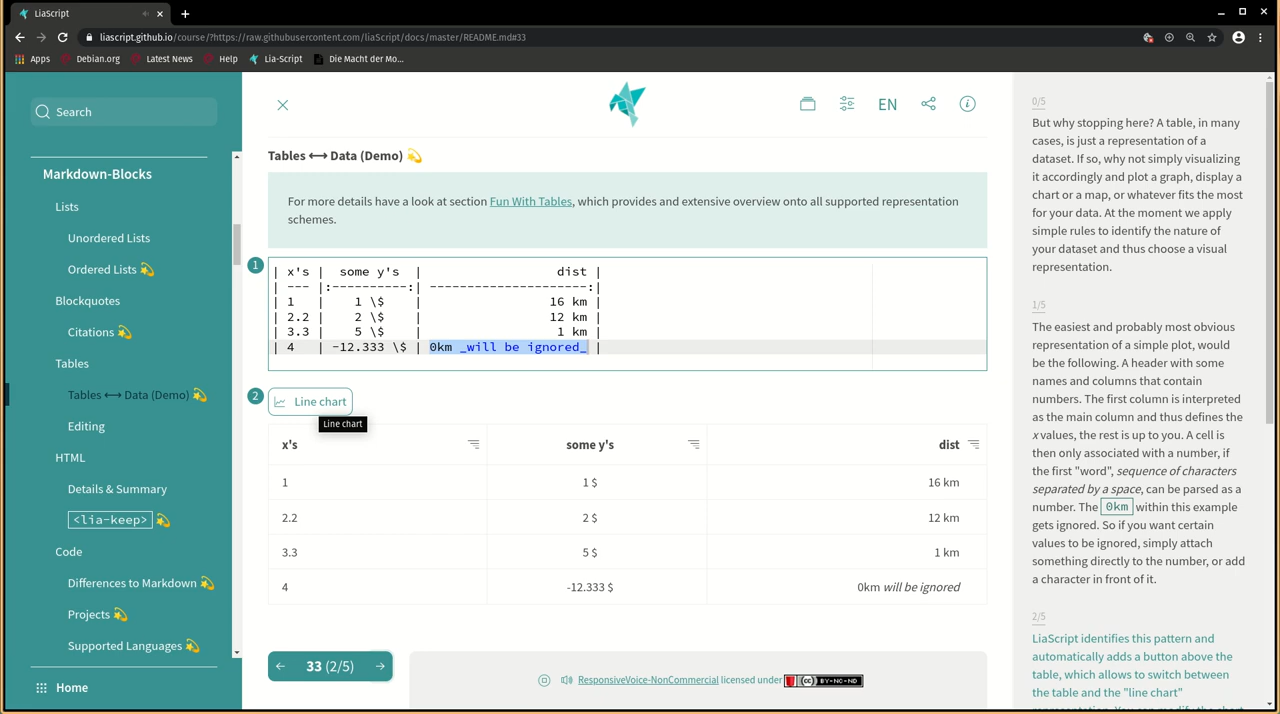 LiaScript
liascript.github.io/course/?https://raw.githubusercontent.com/liaScript/docs/master/README.md#33
Apps Debian.org Latest News Help Lia-Script Die Macht der Mo...
Search
Markdown-Blocks
Lists
Unordered Lists
Ordered Lists 💫
Blockquotes
Citations 💫
Tables
Tables ⟷ Data (Demo) 💫
Editing
HTML
Details & Summary
<lia-keep> 💫
Code
Differences to Markdown 💫
Projects 💫
Supported Languages 💫
Home
EN
Tables ⟷ Data (Demo) 💫
For more details have a look at section Fun With Tables, which provides and extensive overview onto all supported representation
schemes.
1
| x's |  some y's  |                  dist |
| --- |:----------:| ---------------------:|
| 1   |    1 \$    |                 16 km |
| 2.2 |    2 \$    |                 12 km |
| 3.3 |    5 \$    |                  1 km |
| 4   | -12.333 \$ | 0km _will be ignored_ |
2
Line chart
Line chart
x's some y's dist
1 1 $ 16 km
2.2 2 $ 12 km
3.3 5 $ 1 km
4 -12.333 $ 0km will be ignored
33 (2/5)
ResponsiveVoice-NonCommercial licensed under
CC BY-NC-ND
0/5
But why stopping here? A table, in many
cases, is just a representation of a
dataset. If so, why not simply visualizing
it accordingly and plot a graph, display a
chart or a map, or whatever fits the most
for your data. At the moment we apply
simple rules to identify the nature of
your dataset and thus choose a visual
representation.
1/5
The easiest and probably most obvious
representation of a simple plot, would
be the following. A header with some
names and columns that contain
numbers. The first column is interpreted
as the main column and thus defines the
x values, the rest is up to you. A cell is
then only associated with a number, if
the first "word", sequence of characters
separated by a space, can be parsed as a
number. The 0km within this example
gets ignored. So if you want certain
values to be ignored, simply attach
something directly to the number, or add
a character in front of it.
2/5
LiaScript identifies this pattern and
automatically adds a button above the
table, which allows to switch between
the table and the "line chart"
representation. You can modify the chart